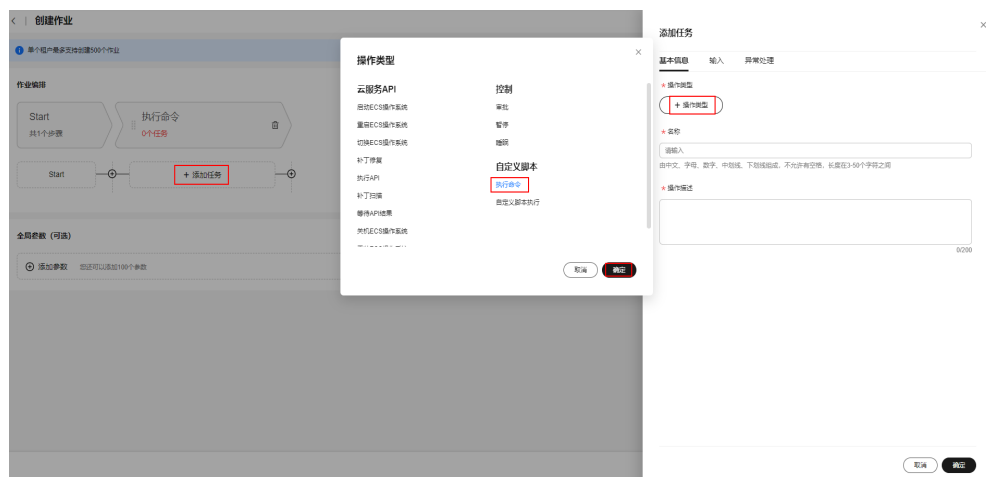 创建作业
单个租户最多支持创建500个作业
作业编排
Start
共1个步骤
执行命令
0个任务
Start
+ 添加任务
全局参数（可选）
添加参数 您还可以添加100个参数
操作类型
云服务API
启动ECS操作系统
重启ECS操作系统
切换ECS操作系统
补丁修复
执行API
补丁扫描
等待API结果
关机ECS操作系统
控制
审批
暂停
睡眠
自定义脚本
执行命令
自定义脚本执行
取消
确定
添加任务
基本信息 输入 异常处理
* 操作类型
+ 操作类型
* 名称
请输入
由中文、字母、数字、中划线、下划线组成，不允许有空格，长度在3-50个字符之间
* 操作描述
0/200
取消
确定